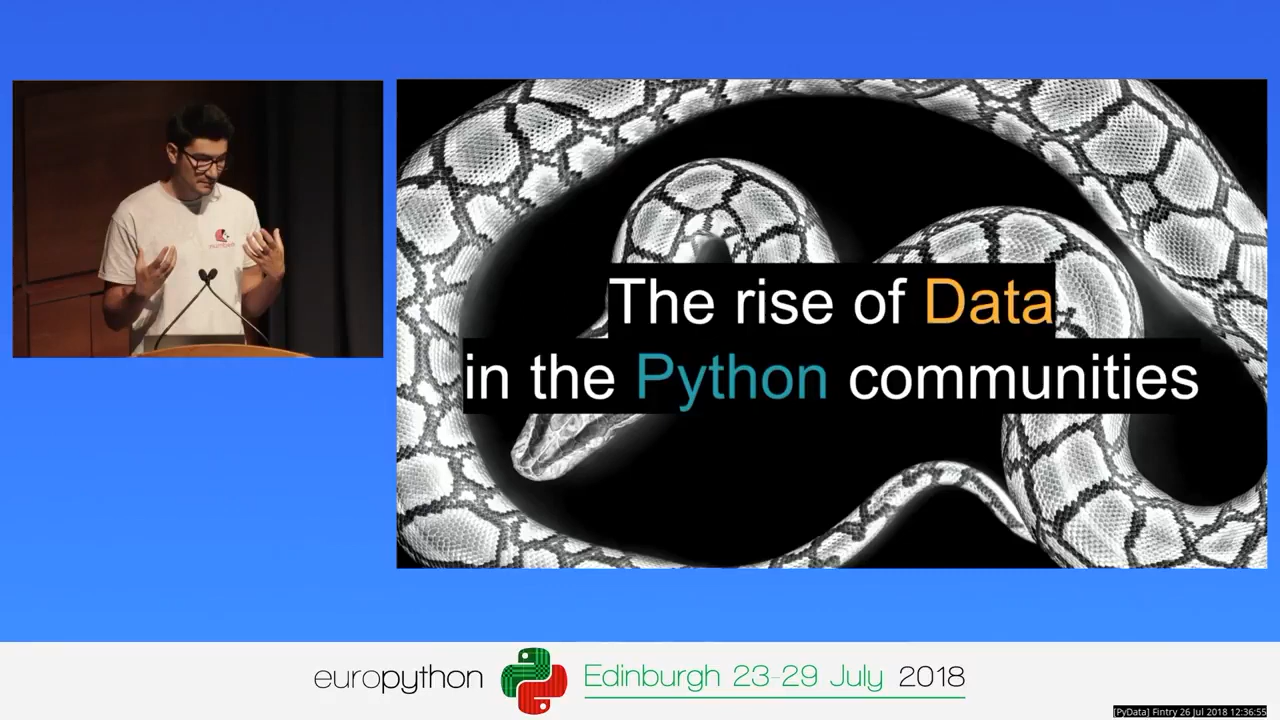 The rise of Data
in the Python communities
europython
Edinburgh 23-29 July 2018
[PyData] Fintry 26 Jul 2018 12:36:55